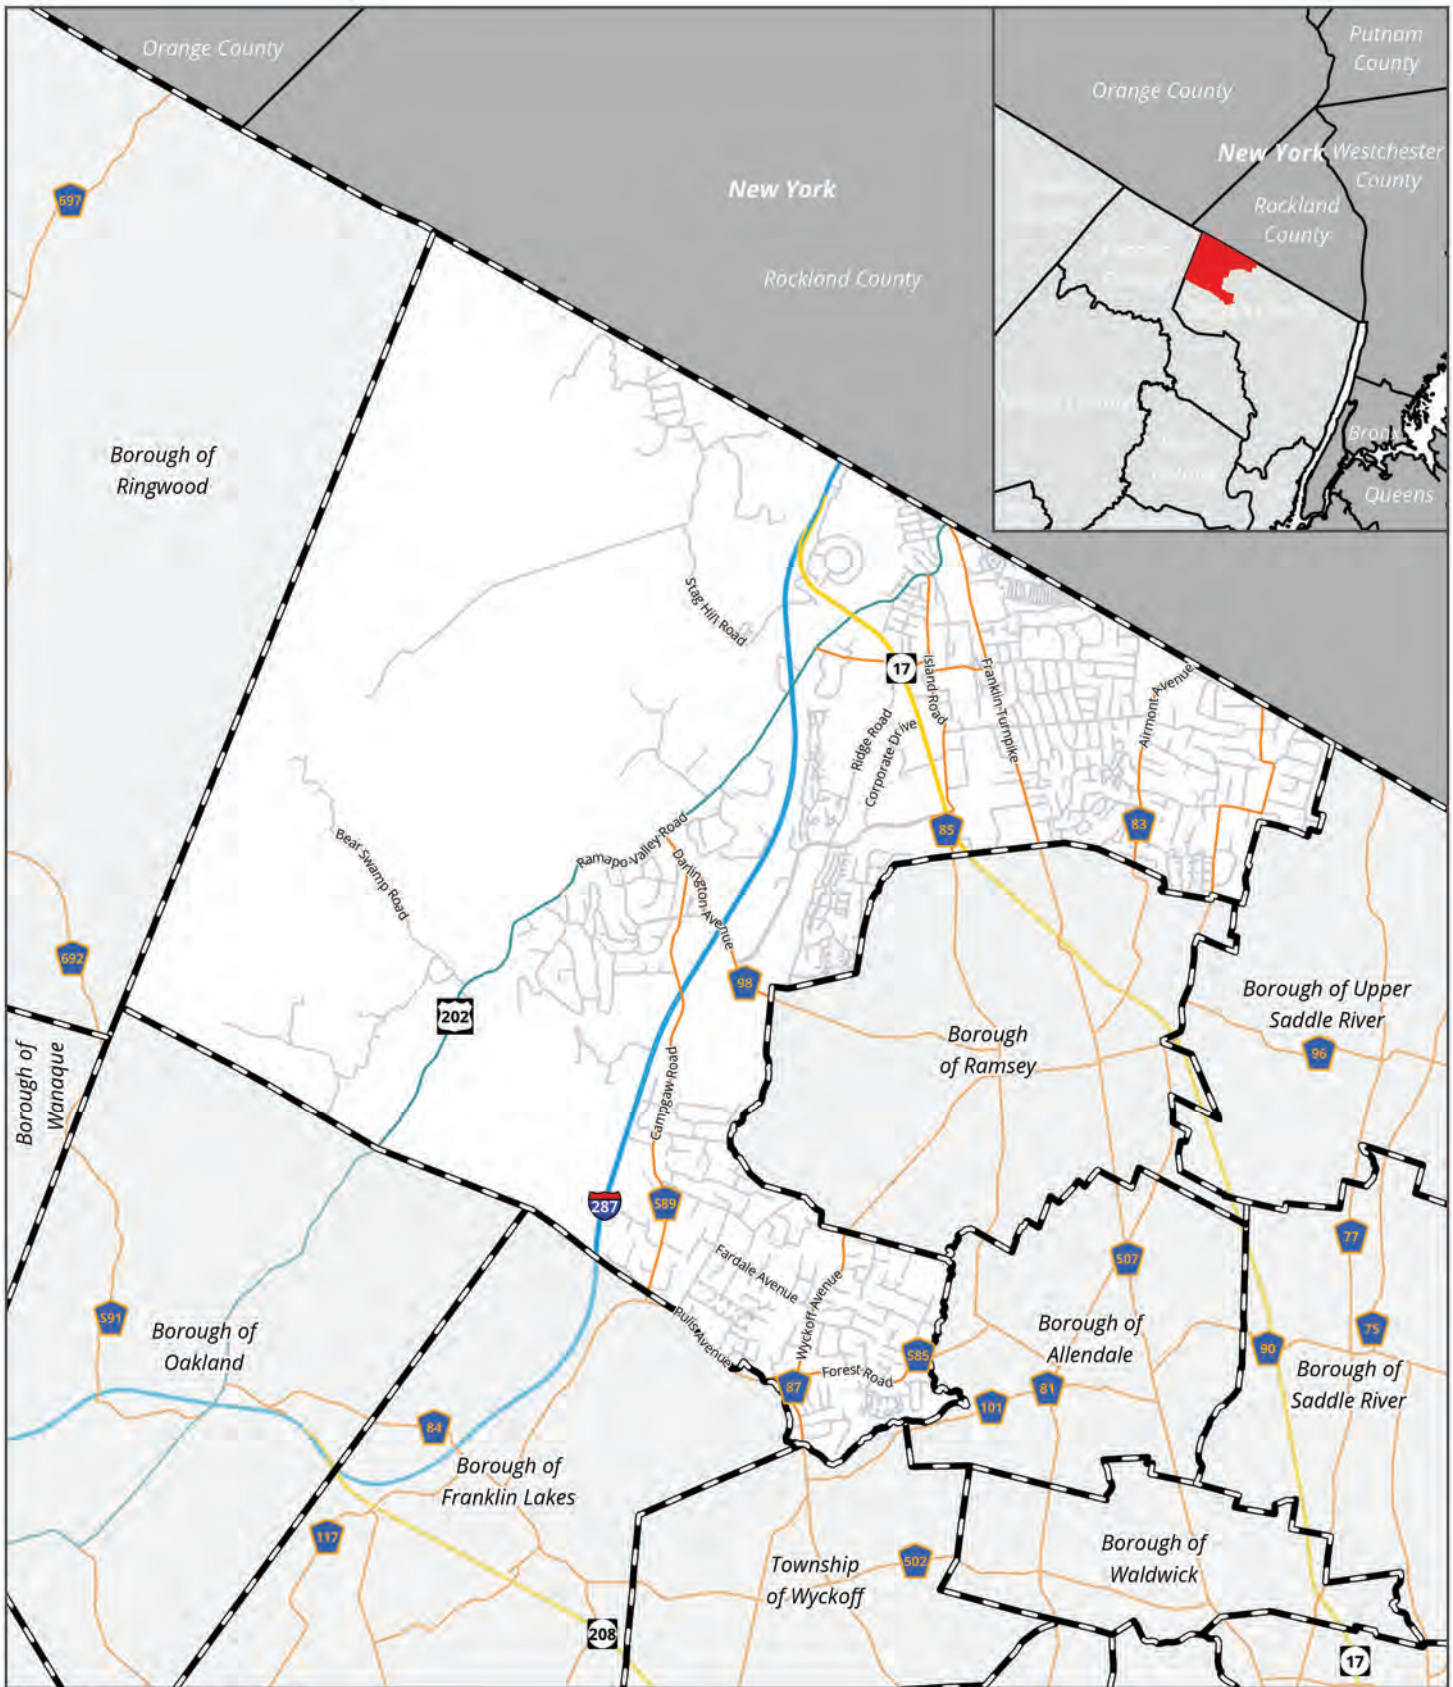 Orange County
New York
Rockland County
Putnam
County
Orange County
New York
Westchester
County
Rockland
County
Bronx
Queens
697
Borough of
Ringwood
Stag Hill Road
17
Island Road
Franklin Turnpike
Airmont Avenue
Ridge Road
Corporate Drive
85
83
Ramapo Valley Road
Darlington Avenue
Bear Swamp Road
692
98
202
Borough of Upper
Saddle River
Borough
of Ramsey
96
Borough of
Wanaque
Campgaw Road
287
S89
77
507
Fardale Avenue
Wyckoff Avenue
Pulis Avenue
S91
Borough of
Oakland
Borough of
Allendale
75
90
S85
Forest Road
87
81
101
Borough of
Saddle River
84
Borough of
Franklin Lakes
117
Borough of
Waldwick
502
Township
of Wyckoff
208
17